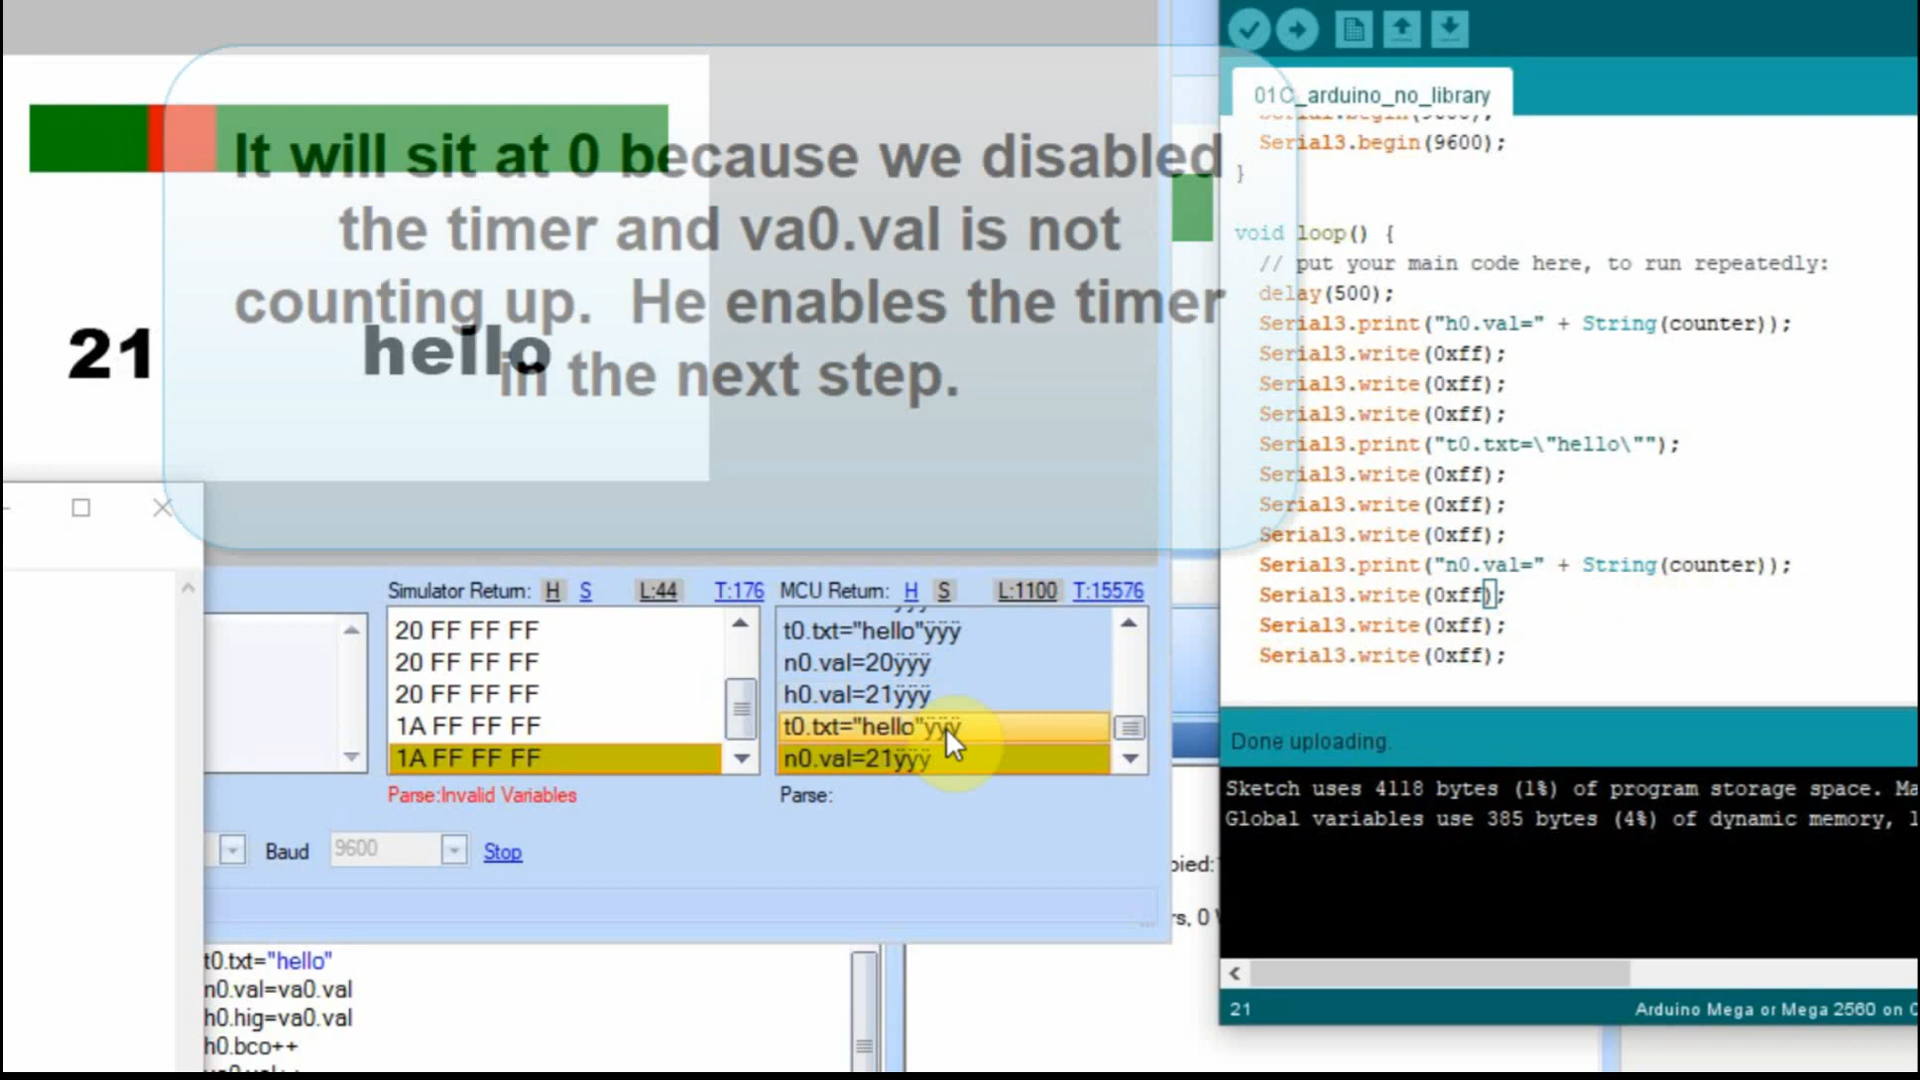 It will sit at 0 because we disabled
the timer and va0.val is not
counting up. He enables the timer
in the next step.
21
hello
Simulator Return: H S L:44 T:176
20 FF FF FF
20 FF FF FF
20 FF FF FF
1A FF FF FF
1A FF FF FF
Parse:Invalid Variables
MCU Return: H S L:1100 T:15576
t0.txt="hello"ÿÿÿ
n0.val=20ÿÿÿ
h0.val=21ÿÿÿ
t0.txt="hello"ÿÿÿ
n0.val=21ÿÿÿ
Parse:
Baud 9600 Stop
t0.txt="hello"
n0.val=va0.val
h0.hig=va0.val
h0.bco++
01C_arduino_no_library
Serial3.begin(9600);
}
void loop() {
// put your main code here, to run repeatedly:
delay(500);
Serial3.print("h0.val=" + String(counter));
Serial3.write(0xff);
Serial3.write(0xff);
Serial3.write(0xff);
Serial3.print("t0.txt=\"hello\"");
Serial3.write(0xff);
Serial3.write(0xff);
Serial3.write(0xff);
Serial3.print("n0.val=" + String(counter));
Serial3.write(0xff);
Serial3.write(0xff);
Serial3.write(0xff);
Done uploading.
Sketch uses 4118 bytes (1%) of program storage space.
Global variables use 385 bytes (4%) of dynamic memory,
21
Arduino Mega or Mega 2560 on